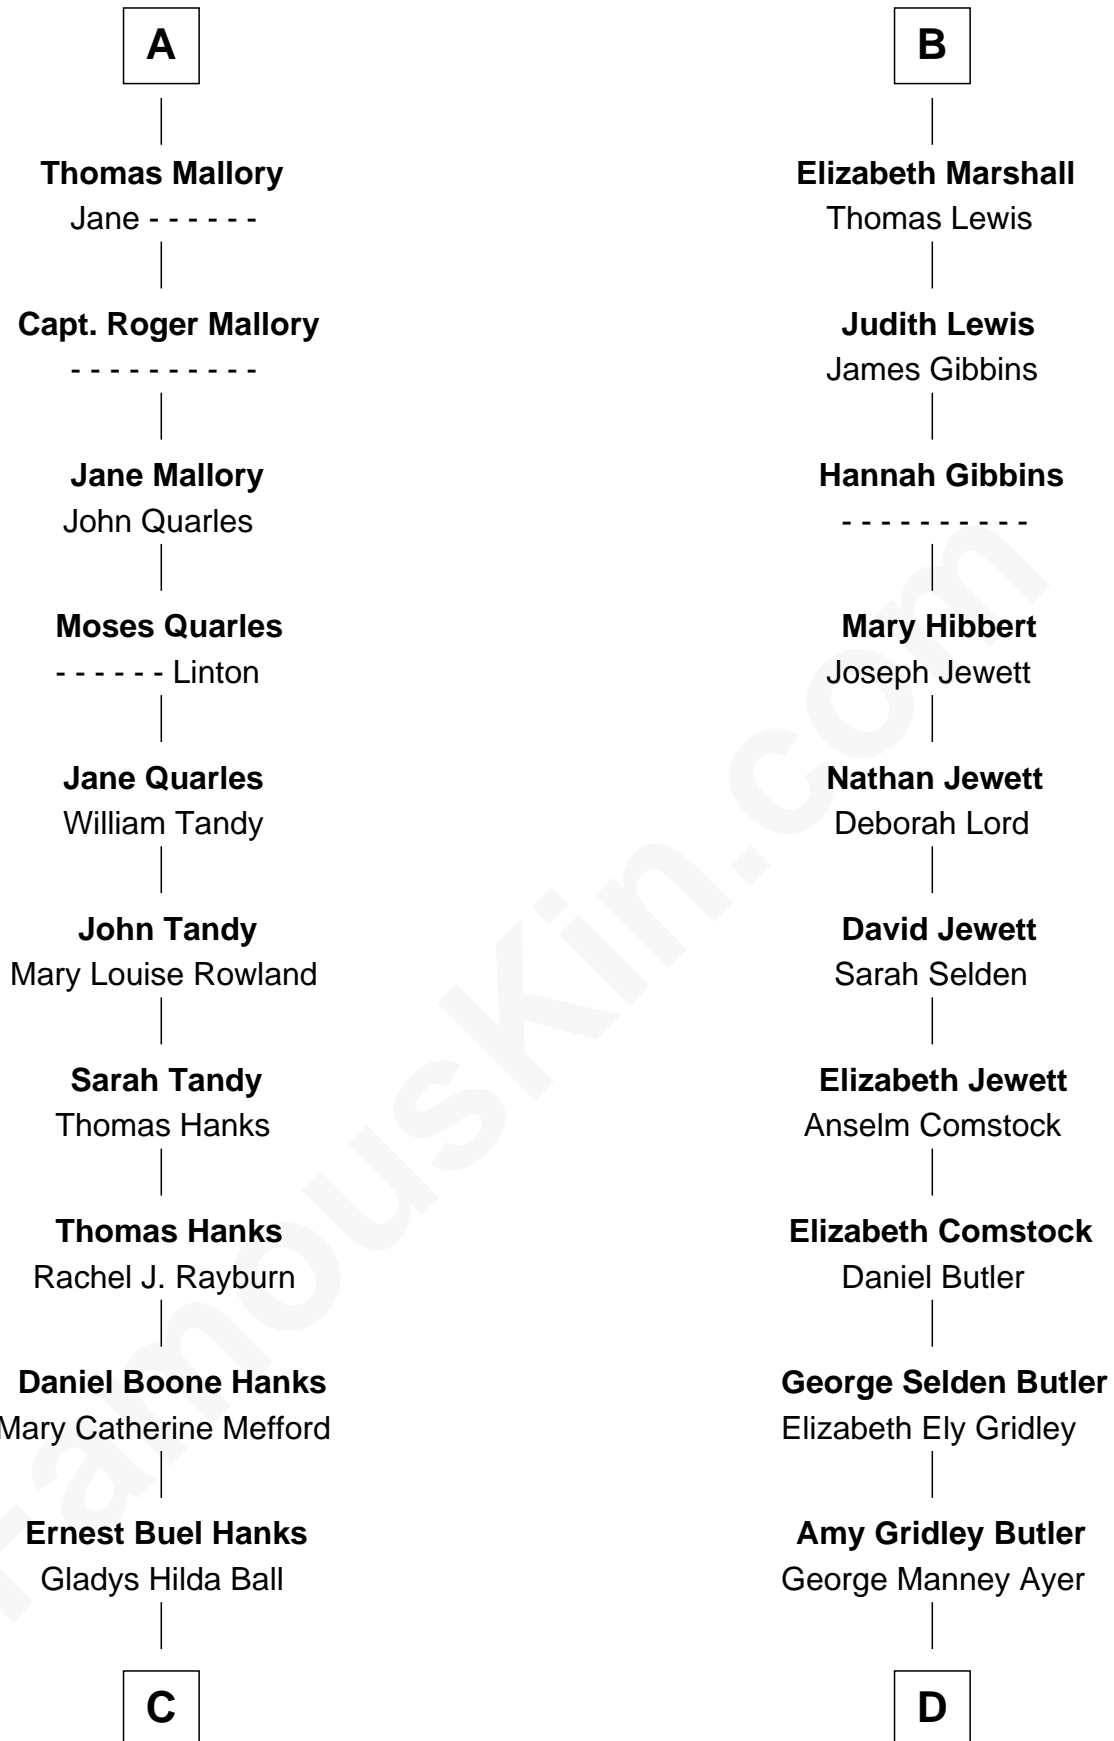 A
Thomas Mallory
Jane - - - - - -
Capt. Roger Mallory
- - - - - - - - - -
Jane Mallory
John Quarles
Moses Quarles
- - - - - - Linton
Jane Quarles
William Tandy
John Tandy
Mary Louise Rowland
Sarah Tandy
Thomas Hanks
Thomas Hanks
Rachel J. Rayburn
Daniel Boone Hanks
Mary Catherine Mefford
Ernest Buel Hanks
Gladys Hilda Ball
C
B
Elizabeth Marshall
Thomas Lewis
Judith Lewis
James Gibbins
Hannah Gibbins
- - - - - - - - - -
Mary Hibbert
Joseph Jewett
Nathan Jewett
Deborah Lord
David Jewett
Sarah Selden
Elizabeth Jewett
Anselm Comstock
Elizabeth Comstock
Daniel Butler
George Selden Butler
Elizabeth Ely Gridley
Amy Gridley Butler
George Manney Ayer
D
FamousKin.com